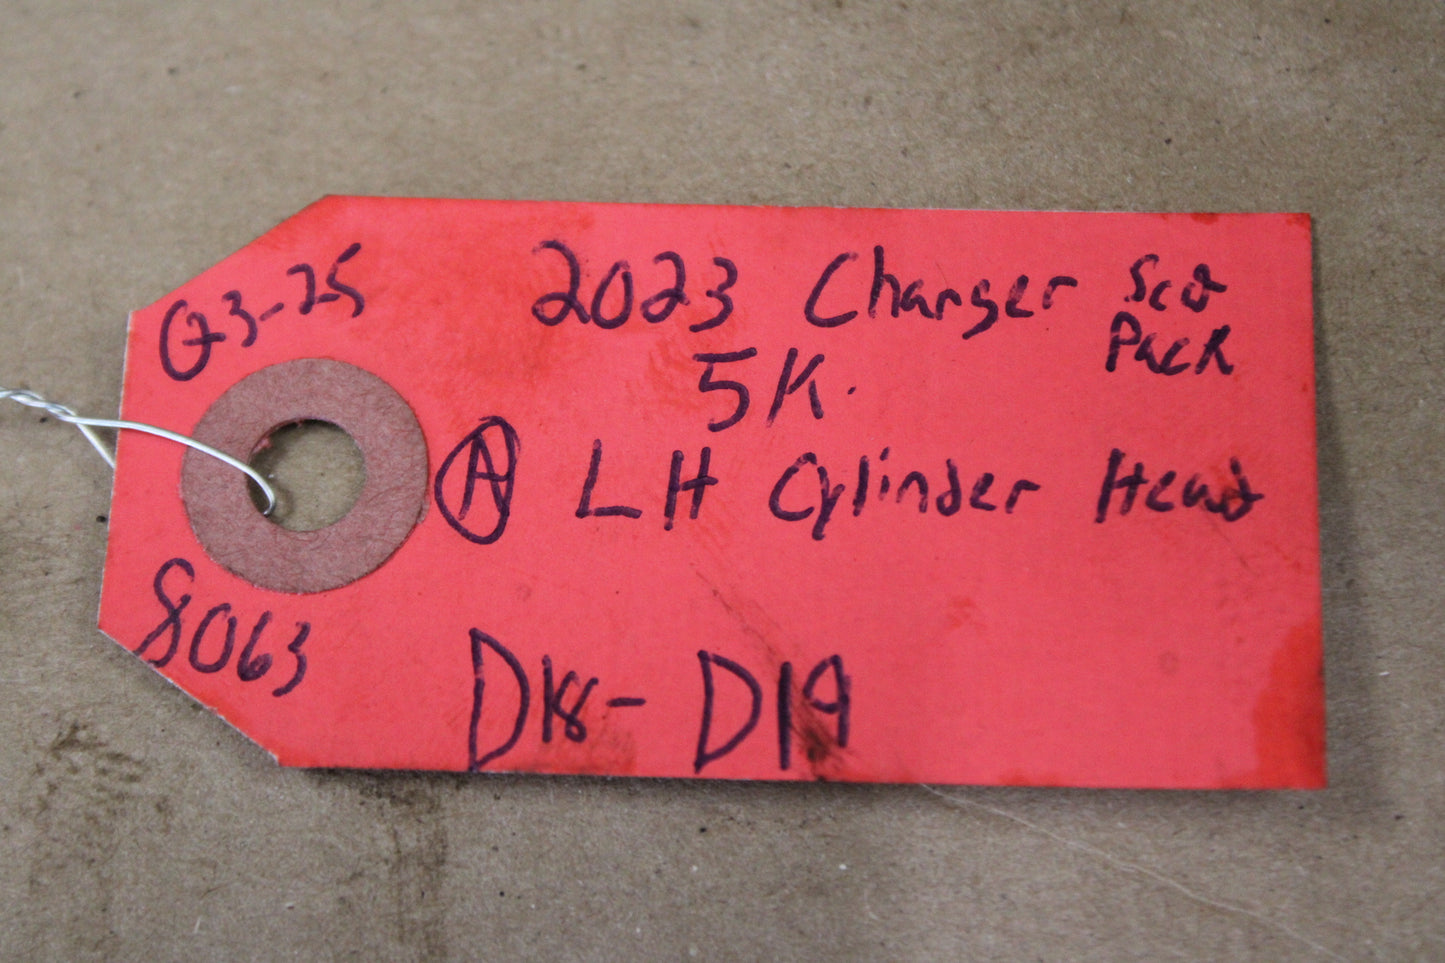 Q3-25
2023 Charger Scat
Pack
5K.
A LH Cylinder Head
8063
D18- D19